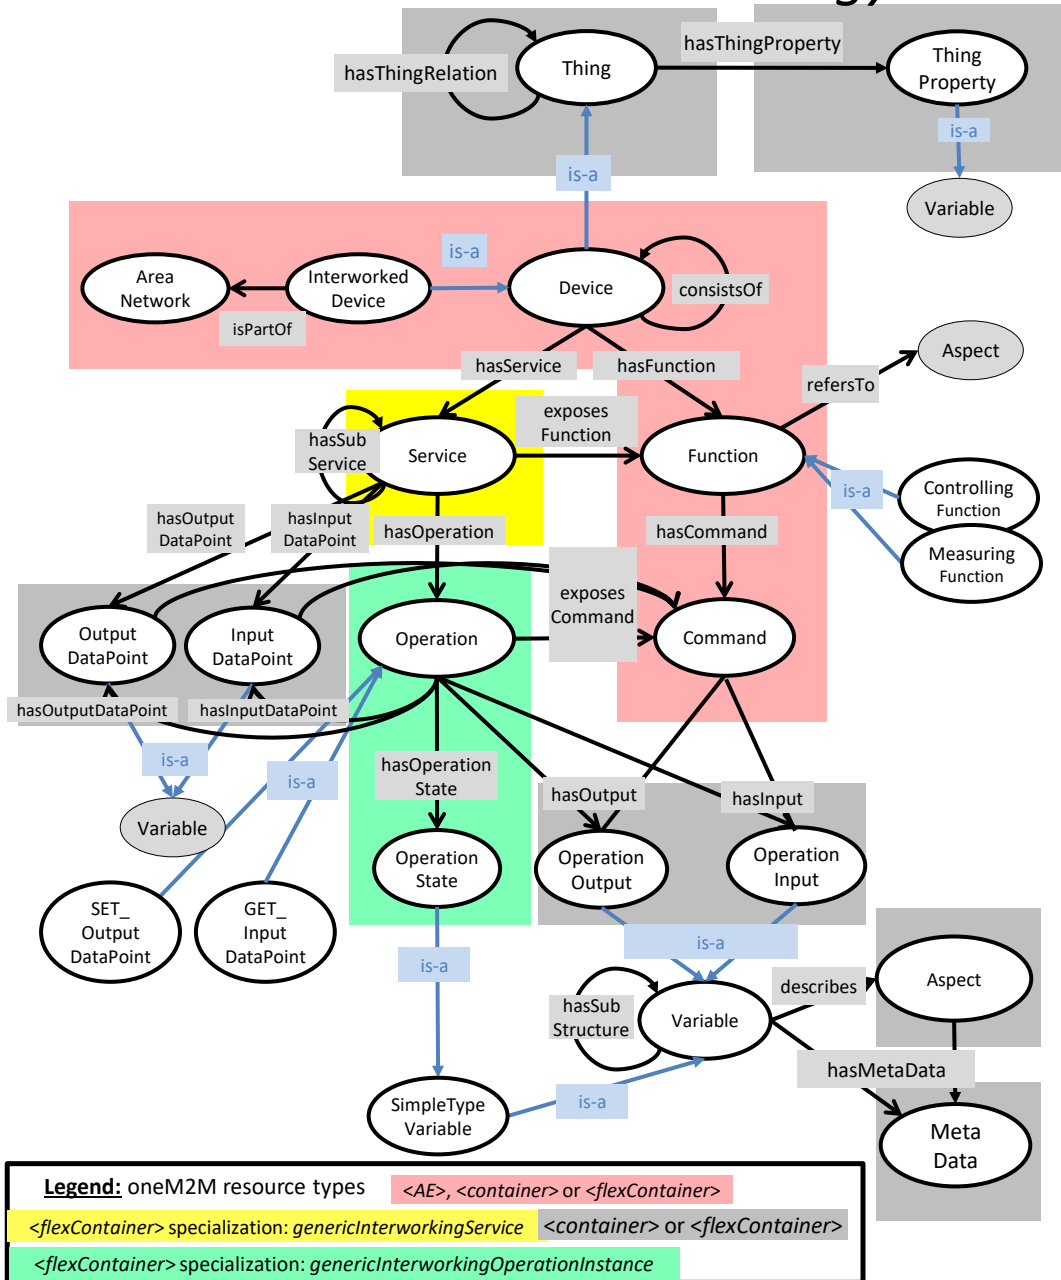 hasThingProperty
hasThingRelation
Thing
Thing
Property
is-a
is-a
Variable
is-a
Area
Network
Interworked
Device
Device
consistsOf
isPartOf
Aspect
hasService
hasFunction
refersTo
exposes
Function
hasSub
Service
Service
Function
is-a
Controlling
Function
hasOutput
DataPoint
hasInput
DataPoint
hasOperation
hasCommand
Measuring
Function
exposes
Command
Output
DataPoint
Input
DataPoint
Operation
Command
hasOutputDataPoint
hasInputDataPoint
is-a
is-a
hasOperation
State
hasOutput
hasInput
Variable
Operation
State
Operation
Output
Operation
Input
SET_
Output
DataPoint
GET_
Input
DataPoint
is-a
is-a
describes
Aspect
hasSub
Structure
Variable
hasMetaData
SimpleType
Variable
is-a
Meta
Data
Legend: oneM2M resource types <AE>, <container> or <flexContainer>
<flexContainer> specialization: genericInterworkingService <container> or <flexContainer>
<flexContainer> specialization: genericInterworkingOperationInstance